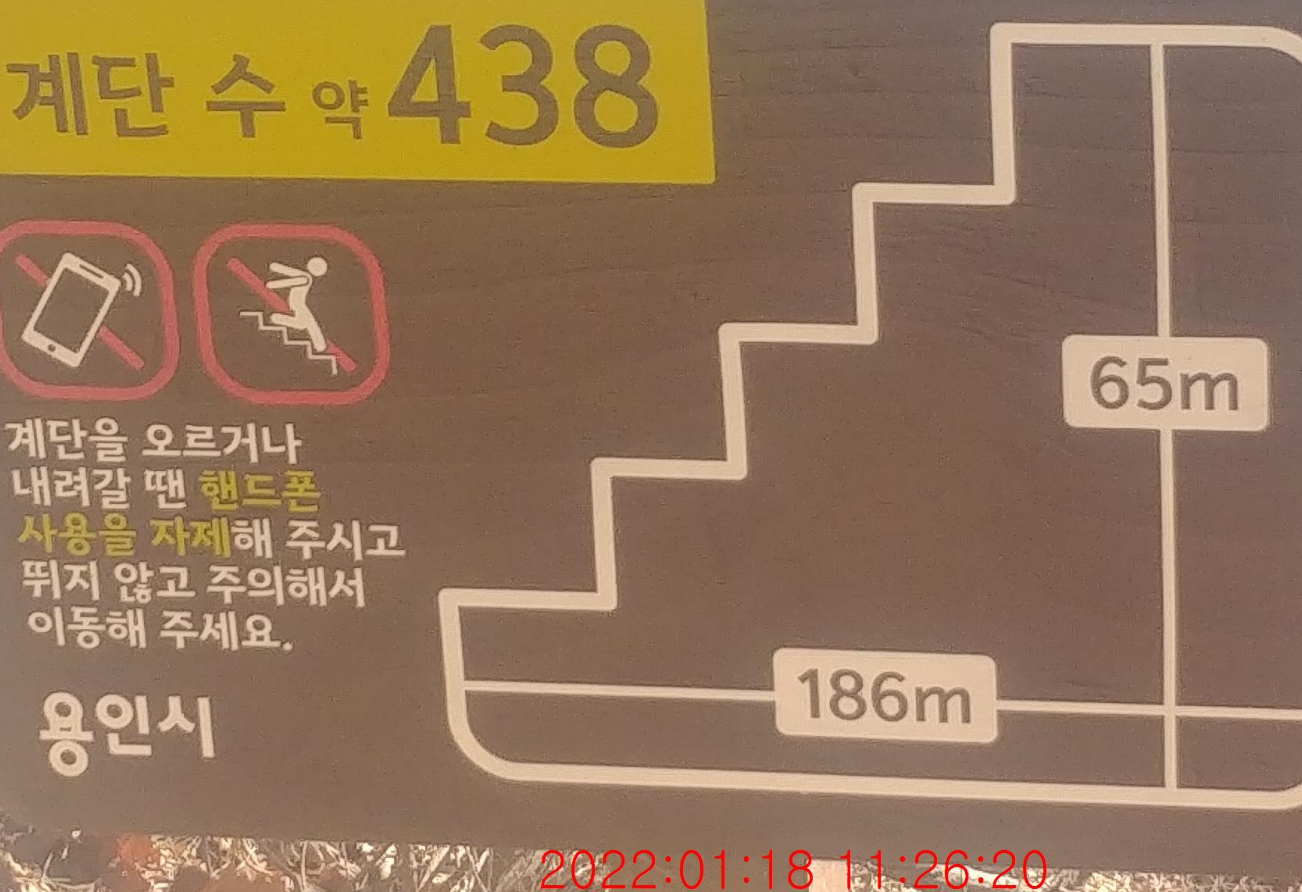 계단 수 약 438
계단을 오르거나
내려갈 땐 핸드폰
사용을 자제해 주시고
뛰지 않고 주의해서
이동해 주세요.
용인시
65m
186m
2022:01:18 11:26:20